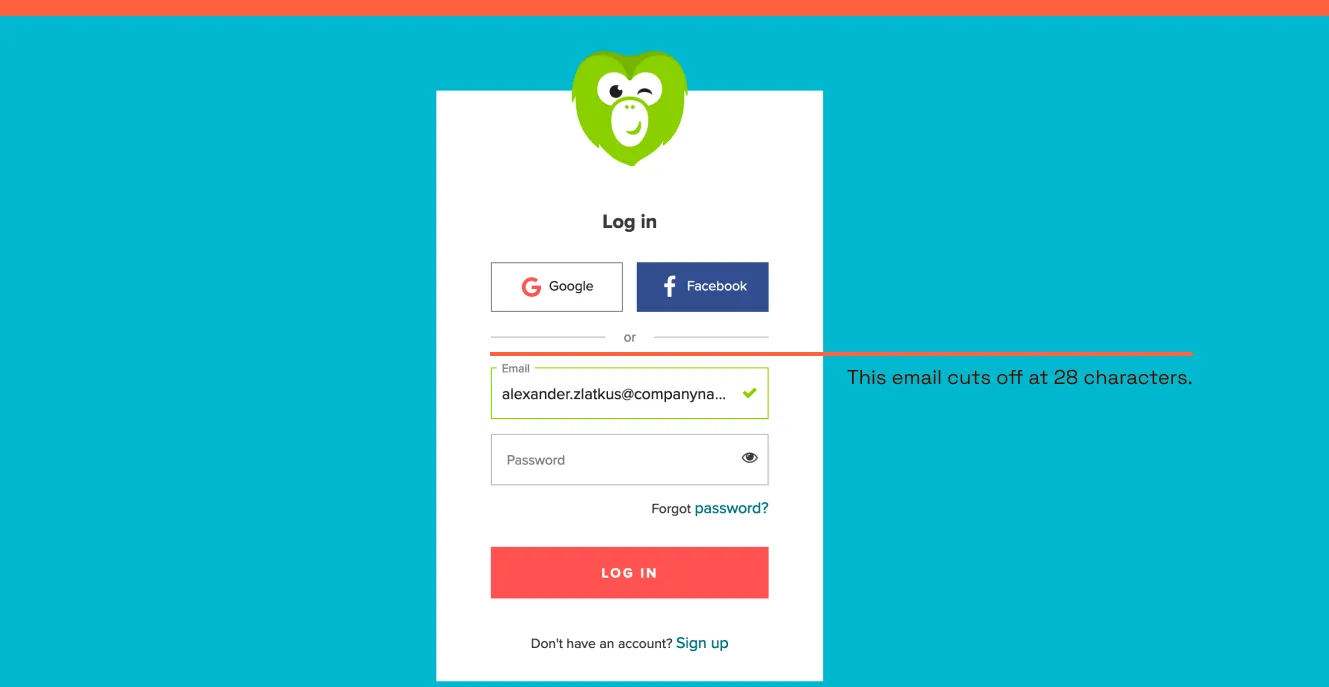 Log in
Google
Facebook
or
Email
This email cuts off at 28 characters.
alexander.zlatkus@companyna...
Password
Forgot password?
LOG IN
Don't have an account? Sign up